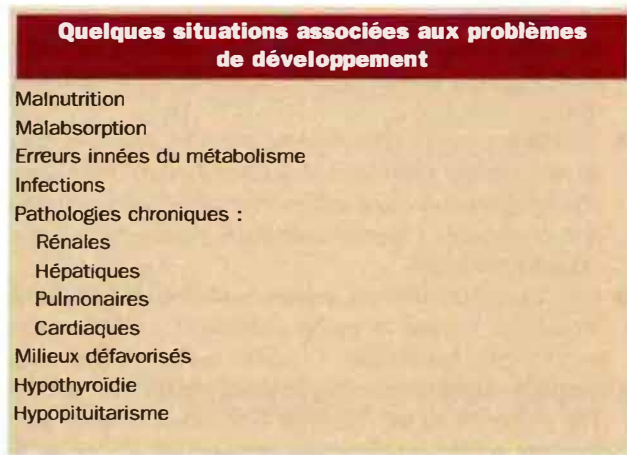 Quelques situations associées aux problèmes
de développement
Malnutrition
Malabsorption
Erreurs innées du métabolisme
Infections
Pathologies chroniques :
Rénales
Hépatiques
Pulmonaires
Cardiaques
Milieux défavorisés
Hypothyroïdie
Hypopituitarisme